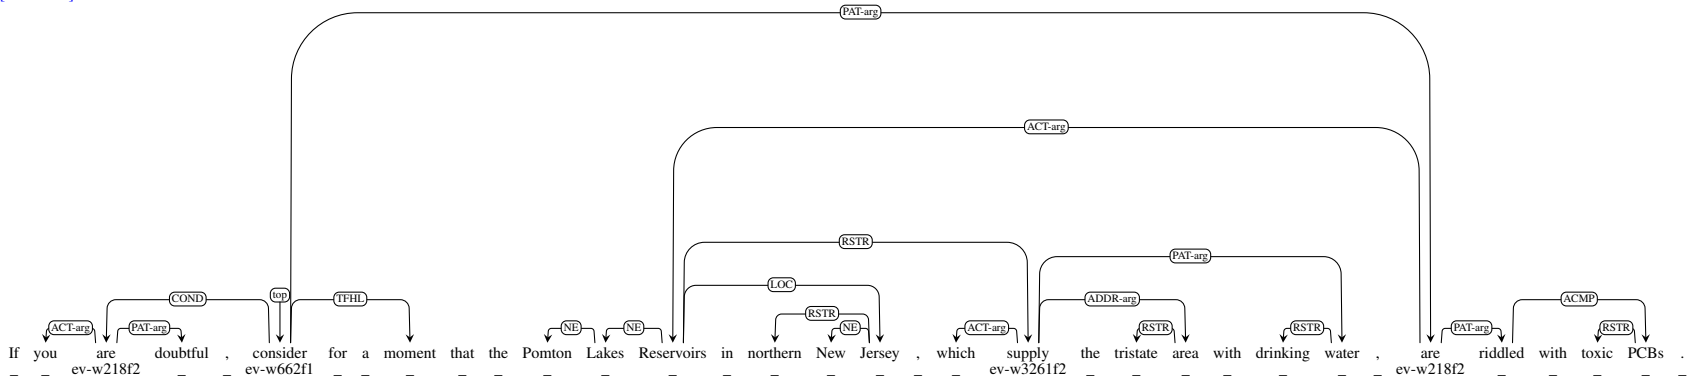 PAT-arg
ACT-arg
RSTR
PAT-arg
LOC
COND top TFHL ADDR-arg ACMP
RSTR
ACT-arg PAT-arg NE NE NE ACT-arg RSTR RSTR PAT-arg RSTR
If you are doubtful , consider for a moment that the Pomton Lakes Reservoirs in northern New Jersey , which supply the tristate area with drinking water , are riddled with toxic PCBs .
_ _ ev-w218f2 _ _ ev-w662f1 _ _ _ _ _ _ _ _ _ _ _ _ _ _ ev-w3261f2 _ _ _ _ _ _ _ ev-w218f2 _ _ _ _ _